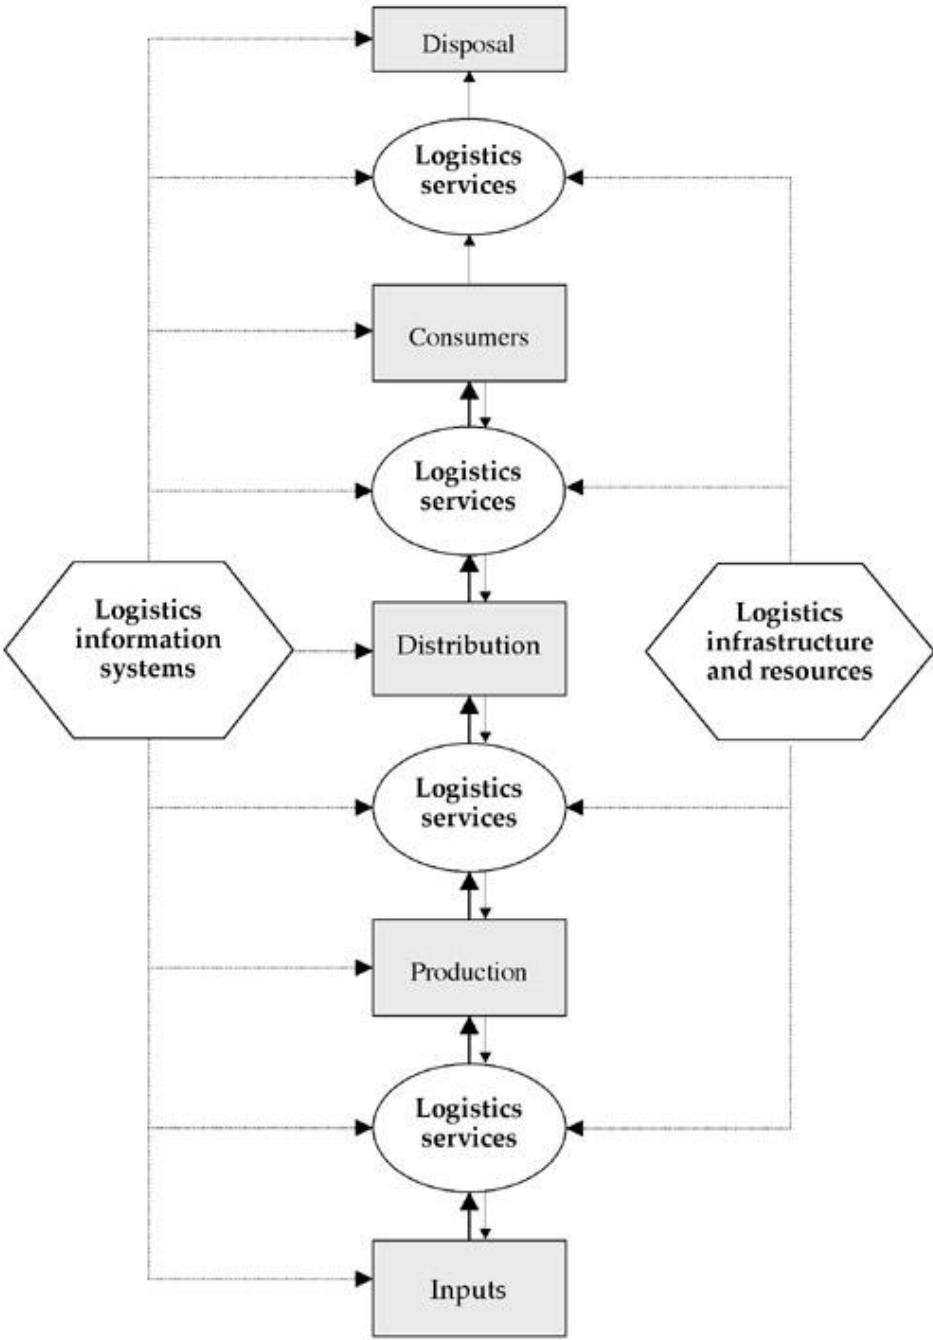 Disposal
Logistics
services
Consumers
Logistics
services
Logistics
information
systems
Distribution
Logistics
infrastructure
and resources
Logistics
services
Production
Logistics
services
Inputs